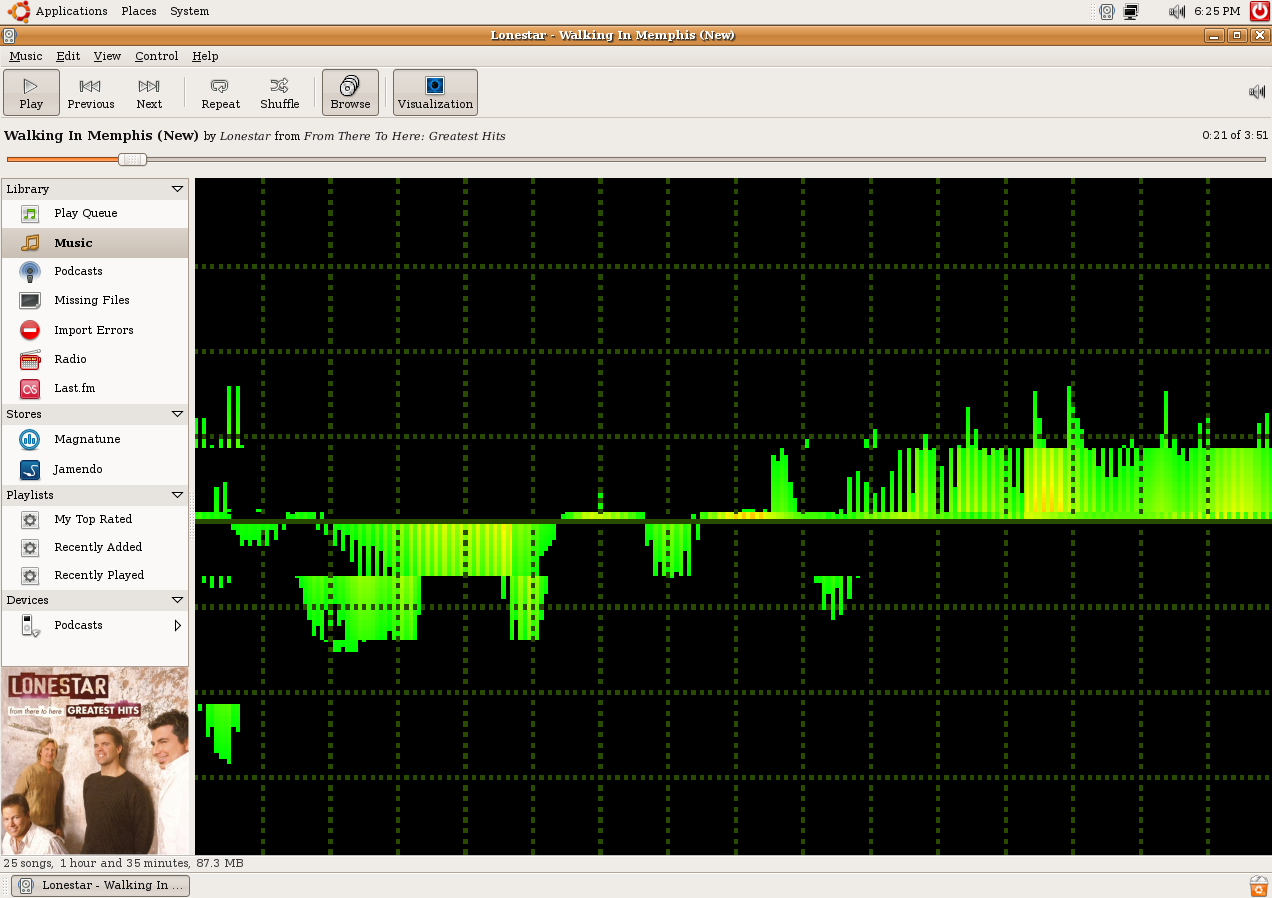 Applications Places System 6:25 PM
Lonestar - Walking In Memphis (New)
Music Edit View Control Help
Play Previous Next Repeat Shuffle Browse Visualization
Walking In Memphis (New) by Lonestar from From There To Here: Greatest Hits 0:21 of 3:51
Library
Play Queue
Music
Podcasts
Missing Files
Import Errors
Radio
Last.fm
Stores
Magnatune
Jamendo
Playlists
My Top Rated
Recently Added
Recently Played
Devices
Podcasts
LONESTAR
from there to here GREATEST HITS
25 songs, 1 hour and 35 minutes, 87.3 MB
Lonestar - Walking In ...